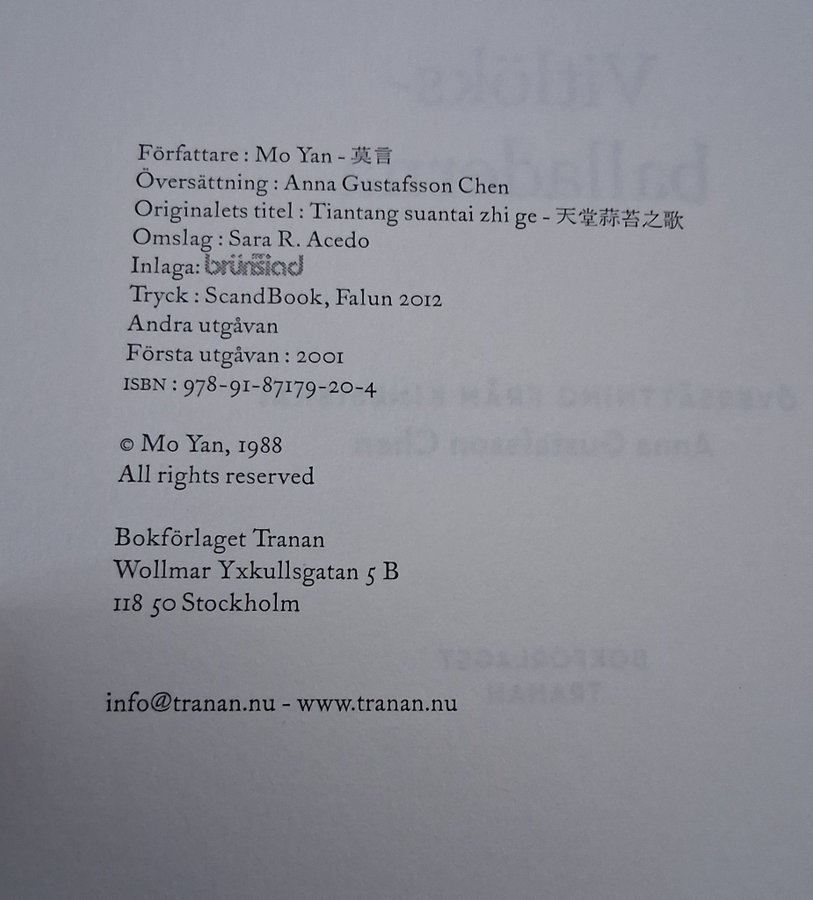 Författare : Mo Yan - 莫言
Översättning : Anna Gustafsson Chen
Originalets titel : Tiantang suantai zhi ge - 天堂蒜苔之歌
Omslag : Sara R. Acedo
Inlaga:
Tryck : ScandBook, Falun 2012
Andra utgåvan
Första utgåvan : 2001
ISBN : 978-91-87179-20-4
© Mo Yan, 1988
All rights reserved
Bokförlaget Tranan
Wollmar Yxkullsgatan 5 B
118 50 Stockholm
info@tranan.nu - www.tranan.nu